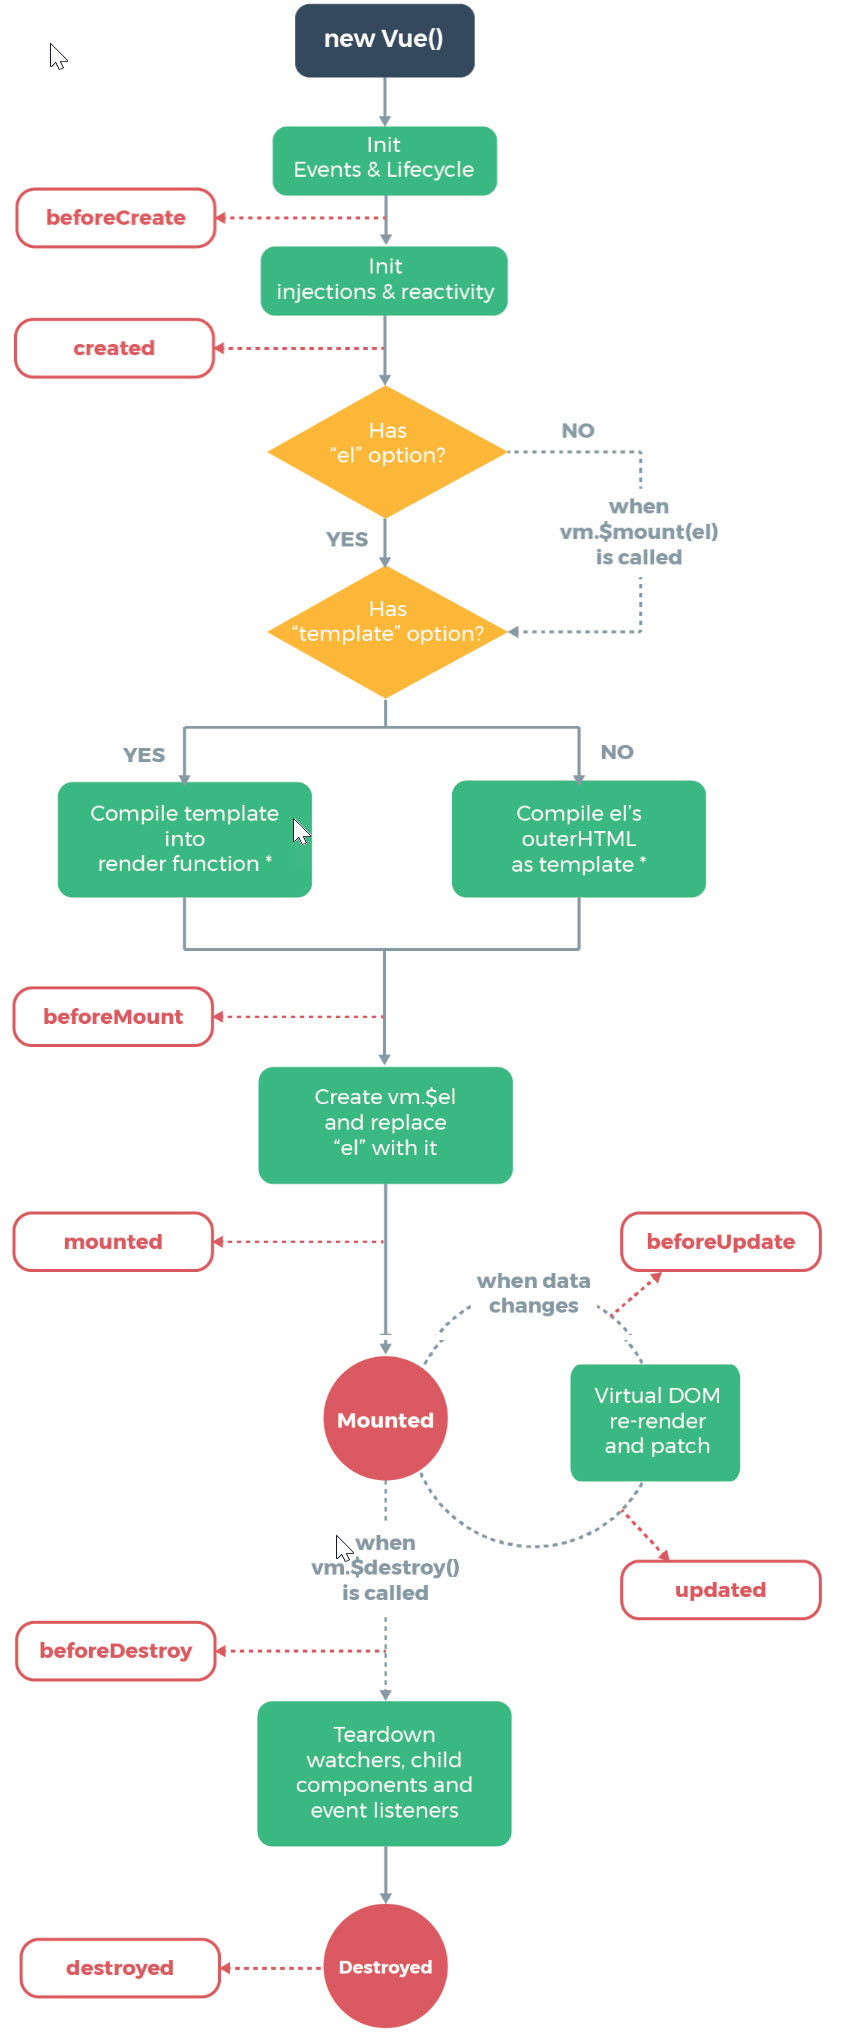 new Vue()
Init
Events & Lifecycle
beforeCreate
Init
injections & reactivity
created
Has
“el” option?
NO
when
vm.$mount(el)
is called
YES
Has
“template” option?
YES
NO
Compile template
into
render function *
Compile el’s
outerHTML
as template *
beforeMount
Create vm.$el
and replace
“el” with it
mounted
beforeUpdate
when data
changes
Mounted
Virtual DOM
re-render
and patch
when
vm.$destroy()
is called
updated
beforeDestroy
Teardown
watchers, child
components and
event listeners
destroyed
Destroyed